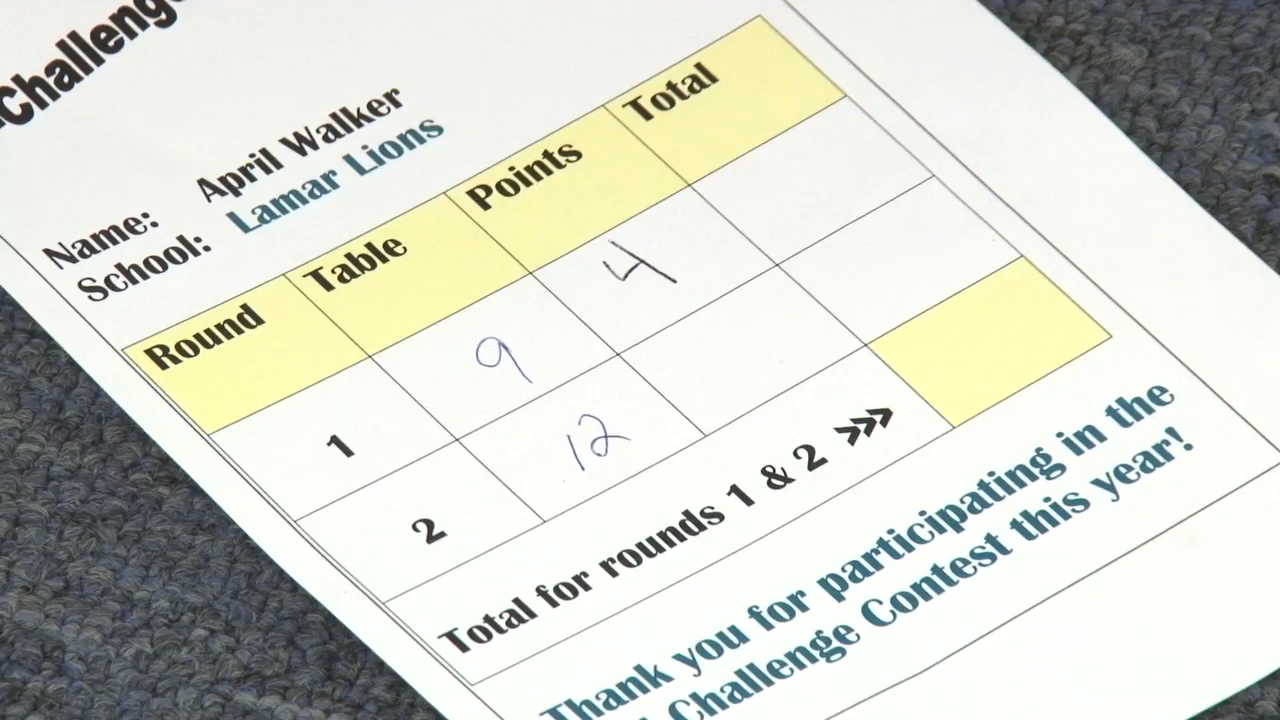 Challenge
Name: April Walker
School: Lamar Lions
Round Table Points Total
1 9 4
2 12
Total for rounds 1 & 2 >>>
Thank you for participating in the
Challenge Contest this year!